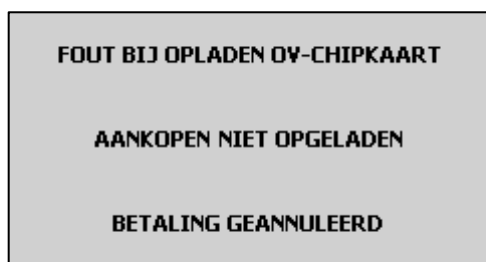 FOUT BIJ OPLADEN OV-CHIPKAART
AANKOPEN NIET OPGELADEN
BETALING GEANNULEERD